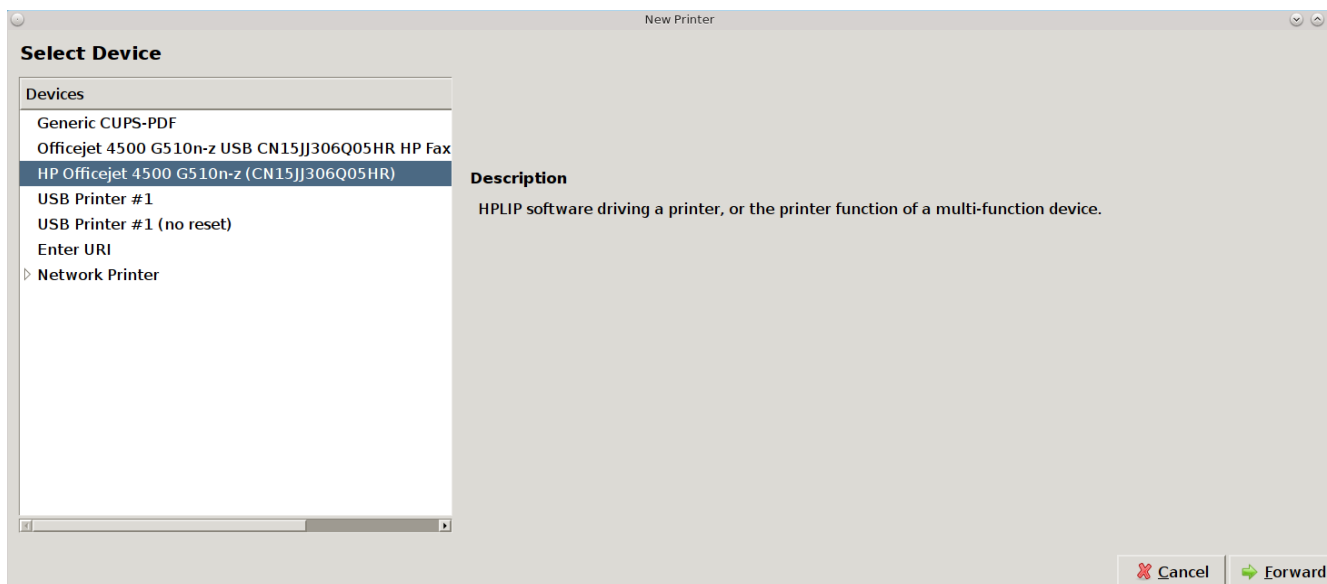 New Printer
Select Device
Devices
Generic CUPS-PDF
Officejet 4500 G510n-z USB CN15JJ306Q05HR HP Fax
HP Officejet 4500 G510n-z (CN15JJ306Q05HR)
USB Printer #1
USB Printer #1 (no reset)
Enter URI
Network Printer
Description
HPLIP software driving a printer, or the printer function of a multi-function device.
Cancel
Forward